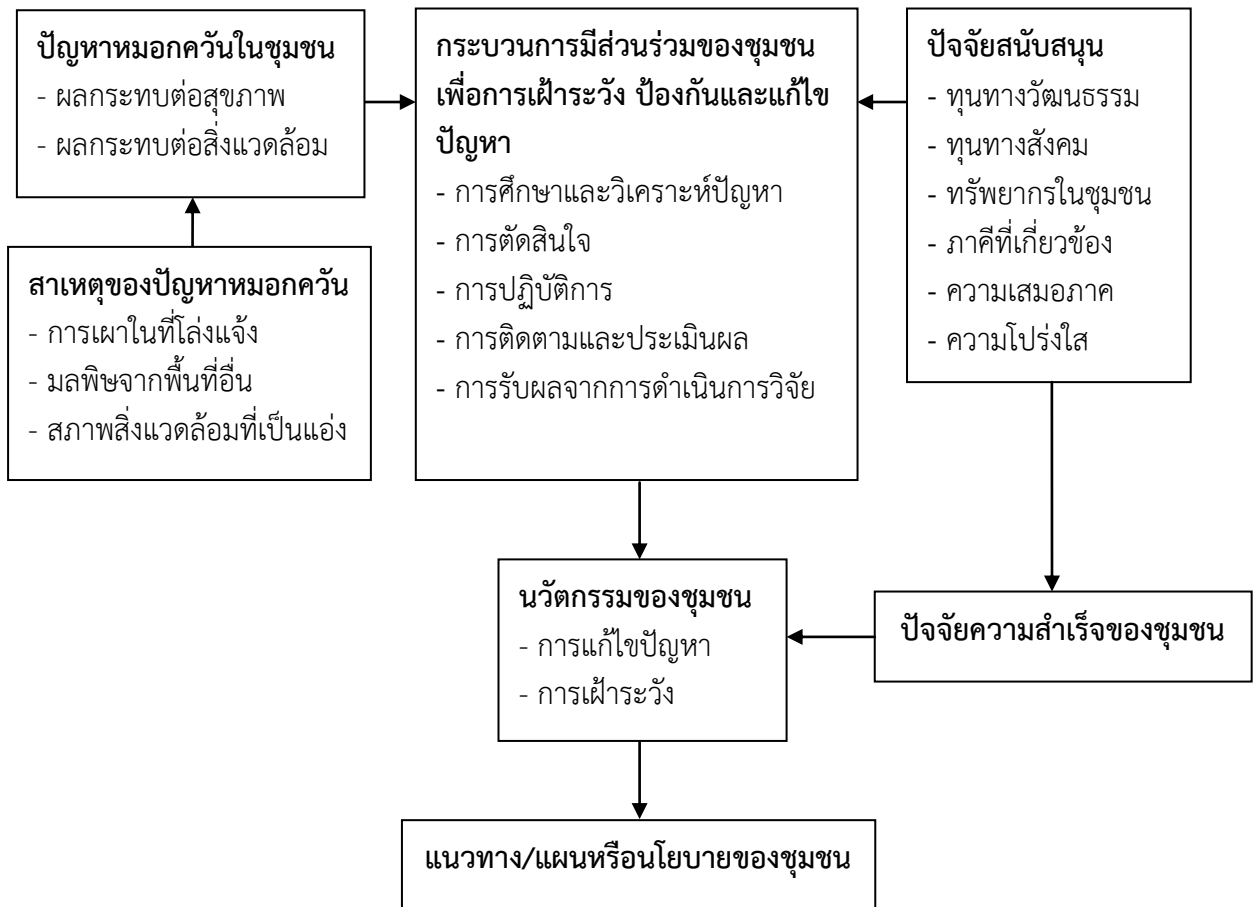 ปัญหาหมอกควันในชุมชน
- ผลกระทบต่อสุขภาพ
- ผลกระทบต่อสิ่งแวดล้อม
สาเหตุของปัญหาหมอกควัน
- การเผาในที่โล่งแจ้ง
- มลพิษจากพื้นที่อื่น
- สภาพสิ่งแวดล้อมที่เป็นแอ่ง
กระบวนการมีส่วนร่วมของชุมชน
เพื่อการเฝ้าระวัง ป้องกันและแก้ไข
ปัญหา
- การศึกษาและวิเคราะห์ปัญหา
- การตัดสินใจ
- การปฏิบัติการ
- การติดตามและประเมินผล
- การรับผลจากการดำเนินการวิจัย
ปัจจัยสนับสนุน
- ทุนทางวัฒนธรรม
- ทุนทางสังคม
- ทรัพยากรในชุมชน
- ภาคีที่เกี่ยวข้อง
- ความเสมอภาค
- ความโปร่งใส
นวัตกรรมของชุมชน
- การแก้ไขปัญหา
- การเฝ้าระวัง
ปัจจัยความสำเร็จของชุมชน
แนวทาง/แผนหรือนโยบายของชุมชน